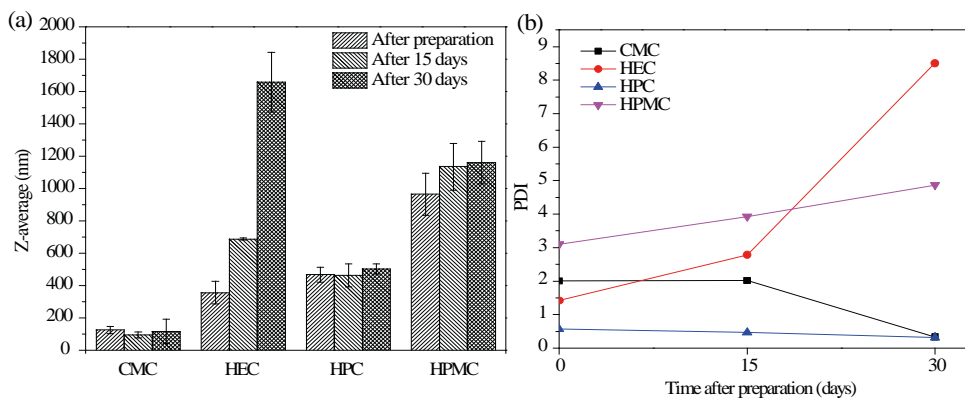 (a)
2000
1800
1600
1400
1200
1000
800
600
400
200
00
Z-average (nm)
After preparation
After 15 days
After 30 days
CMC HEC HPC HPMC
(b)
9
8
7
6
5
4
3
2
1
0
PDI
CMC
HEC
HPC
HPMC
0 15 30
Time after preparation (days)